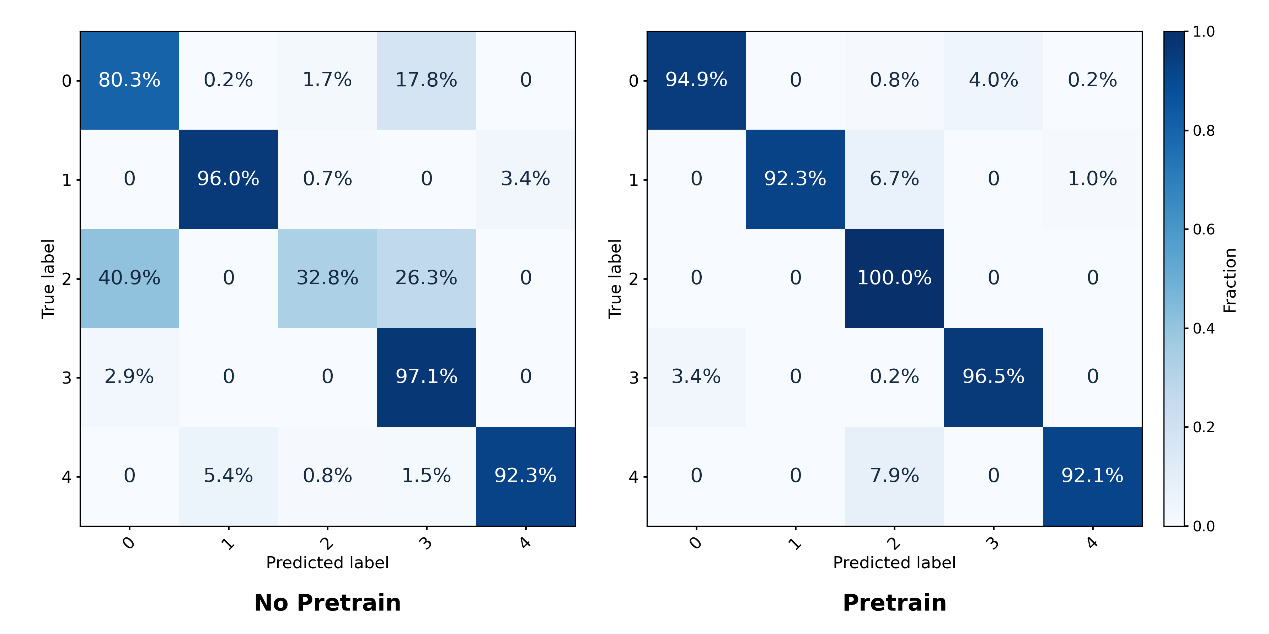 0 80.3% 0.2% 1.7% 17.8% 0
1 0 96.0% 0.7% 0 3.4%
2 40.9% 0 32.8% 26.3% 0
3 2.9% 0 0 97.1% 0
4 0 5.4% 0.8% 1.5% 92.3%
True label
0 1 2 3 4
Predicted label
No Pretrain
0 94.9% 0 0.8% 4.0% 0.2%
1 0 92.3% 6.7% 0 1.0%
2 0 0 100.0% 0 0
3 3.4% 0 0.2% 96.5% 0
4 0 0 7.9% 0 92.1%
True label
0 1 2 3 4
Predicted label
Pretrain
1.0
0.8
0.6
0.4
0.2
0.0
Fraction